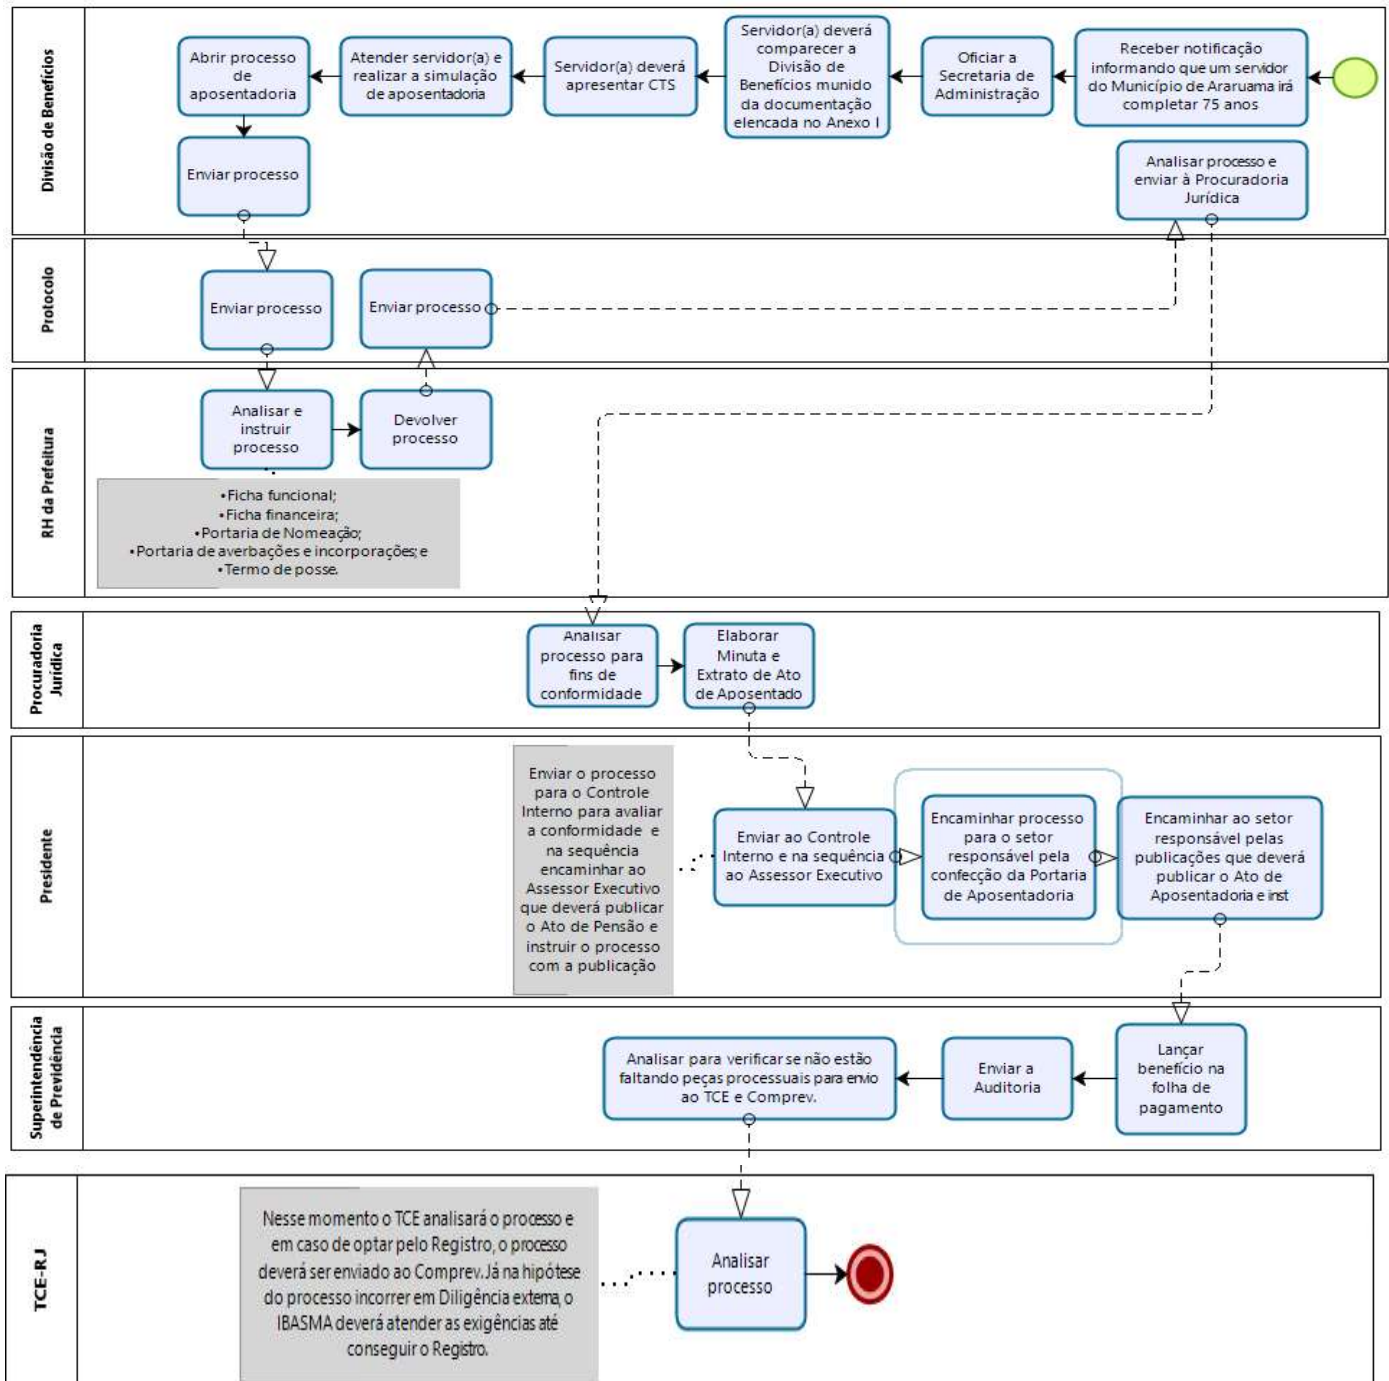 Divisão de Benefícios
Abrir processo
de
aposentadoria
Atender servidor(a) e
realizar a simulação
de aposentadoria
Servidor(a) deverá
apresentar CTS
Servidor(a) deverá
comparecer a
Divisão de
Benefícios munido
da documentação
elencada no Anexo I
Oficiar a
Secretaria de
Administração
Receber notificação
informando que um servidor
do Município de Araruama irá
completar 75 anos
Enviar processo
Analisar processo e
enviar à Procuradoria
Jurídica
Protocolo
Enviar processo
Enviar processo
RH da Prefeitura
Analisar e
instruir
processo
Devolver
processo
•Ficha funcional;
•Ficha financeira;
•Portaria de Nomeação;
•Portaria de averbações e incorporações; e
•Termo de posse.
Procuradoria
Jurídica
Analisar
processo para
fins de
conformidade
Elaborar
Minuta e
Extrato de Ato
de Aposentado
Presidente
Enviar o processo
para o Controle
Interno para avaliar
a conformidade e
na sequência
encaminhar ao
Assessor Executivo
que deverá publicar
o Ato de Pensão e
instruir o processo
com a publicação
Enviar ao Controle
Interno e na sequência
ao Assessor Executivo
Encaminhar processo
para o setor
responsável pela
confecção da Portaria
de Aposentadoria
Encaminhar ao setor
responsável pelas
publicações que deverá
publicar o Ato de
Aposentadoria e inst
Superintendência
de Previdência
Analisar para verificar se não estão
faltando peças processuais para envio
ao TCE e Comprev.
Enviar a
Auditoria
Lançar
benefício na
folha de
pagamento
TCE-RJ
Nesse momento o TCE analisará o processo e
em caso de optar pelo Registro, o processo
deverá ser enviado ao Comprev. Já na hipótese
do processo incorrer em Diligência externa, o
IBASMA deverá atender as exigências até
conseguir o Registro.
Analisar
processo